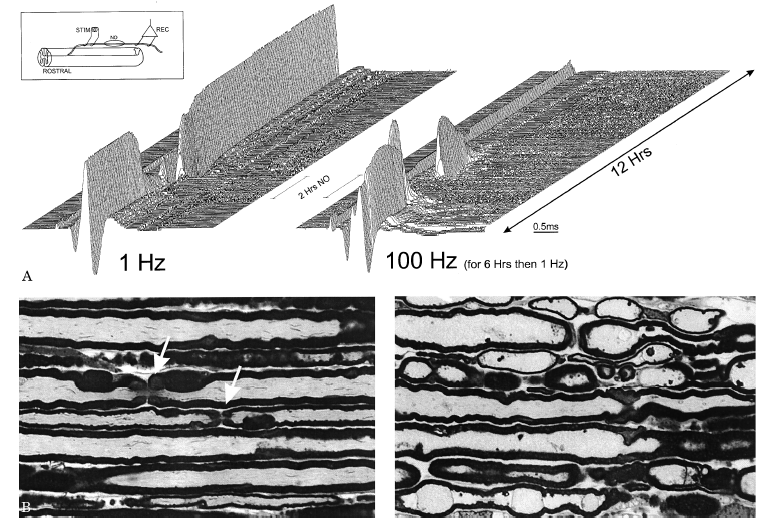 STIM
NO
REC
ROSTRAL
2 Hrs NO
12 Hrs
0.5ms
1 Hz
100 Hz (for 6 Hrs then 1 Hz)
A
B